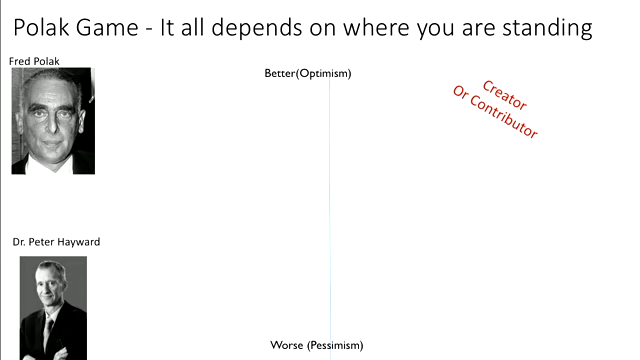 Polak Game - It all depends on where you are standing
Fred Polak
Better(Optimism)
Creator
Or Contributor
Dr. Peter Hayward
Worse (Pessimism)